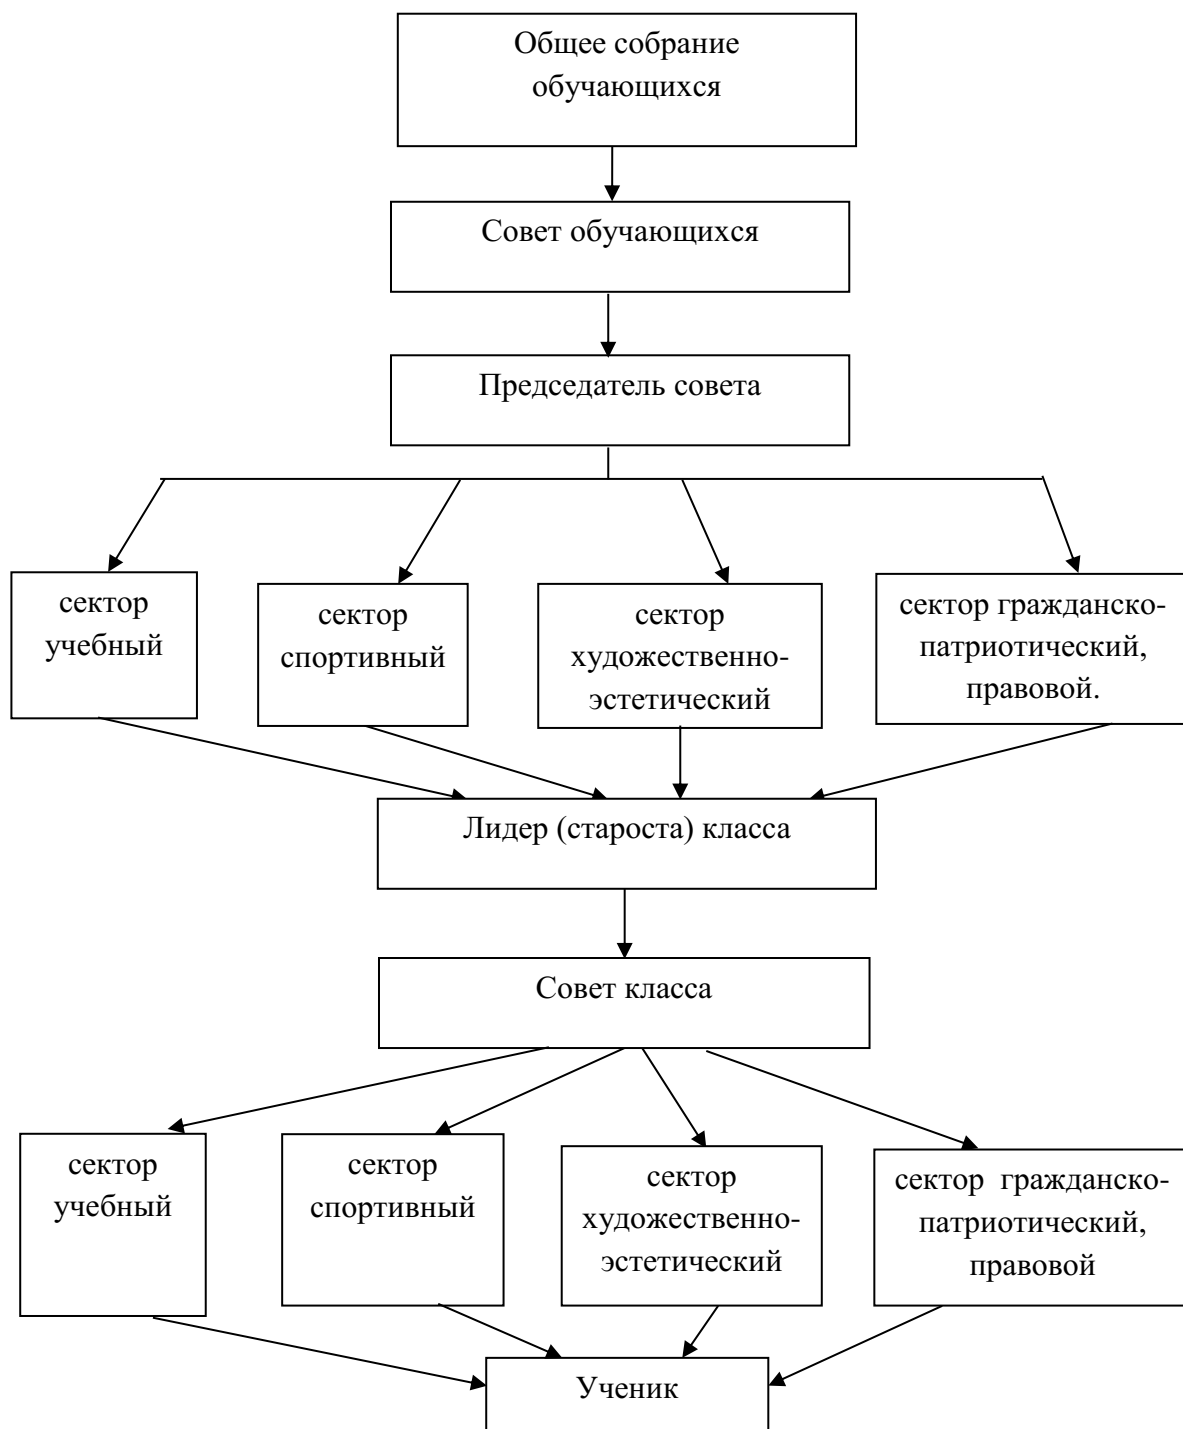 Общее собрание
обучающихся
Совет обучающихся
Председатель совета
сектор
учебный
сектор
спортивный
сектор
художественно-
эстетический
сектор гражданско-
патриотический,
правовой.
Лидер (староста) класса
Совет класса
сектор
учебный
сектор
спортивный
сектор
художественно-
эстетический
сектор  гражданско-
патриотический,
правовой
Ученик